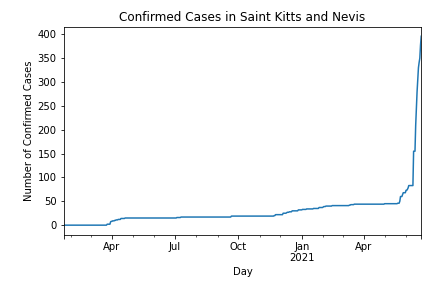 Confirmed Cases in Saint Kitts and Nevis
Number of Confirmed Cases
400
350
300
250
200
150
100
50
0
Apr
Jul
Oct
Jan
2021
Apr
Day